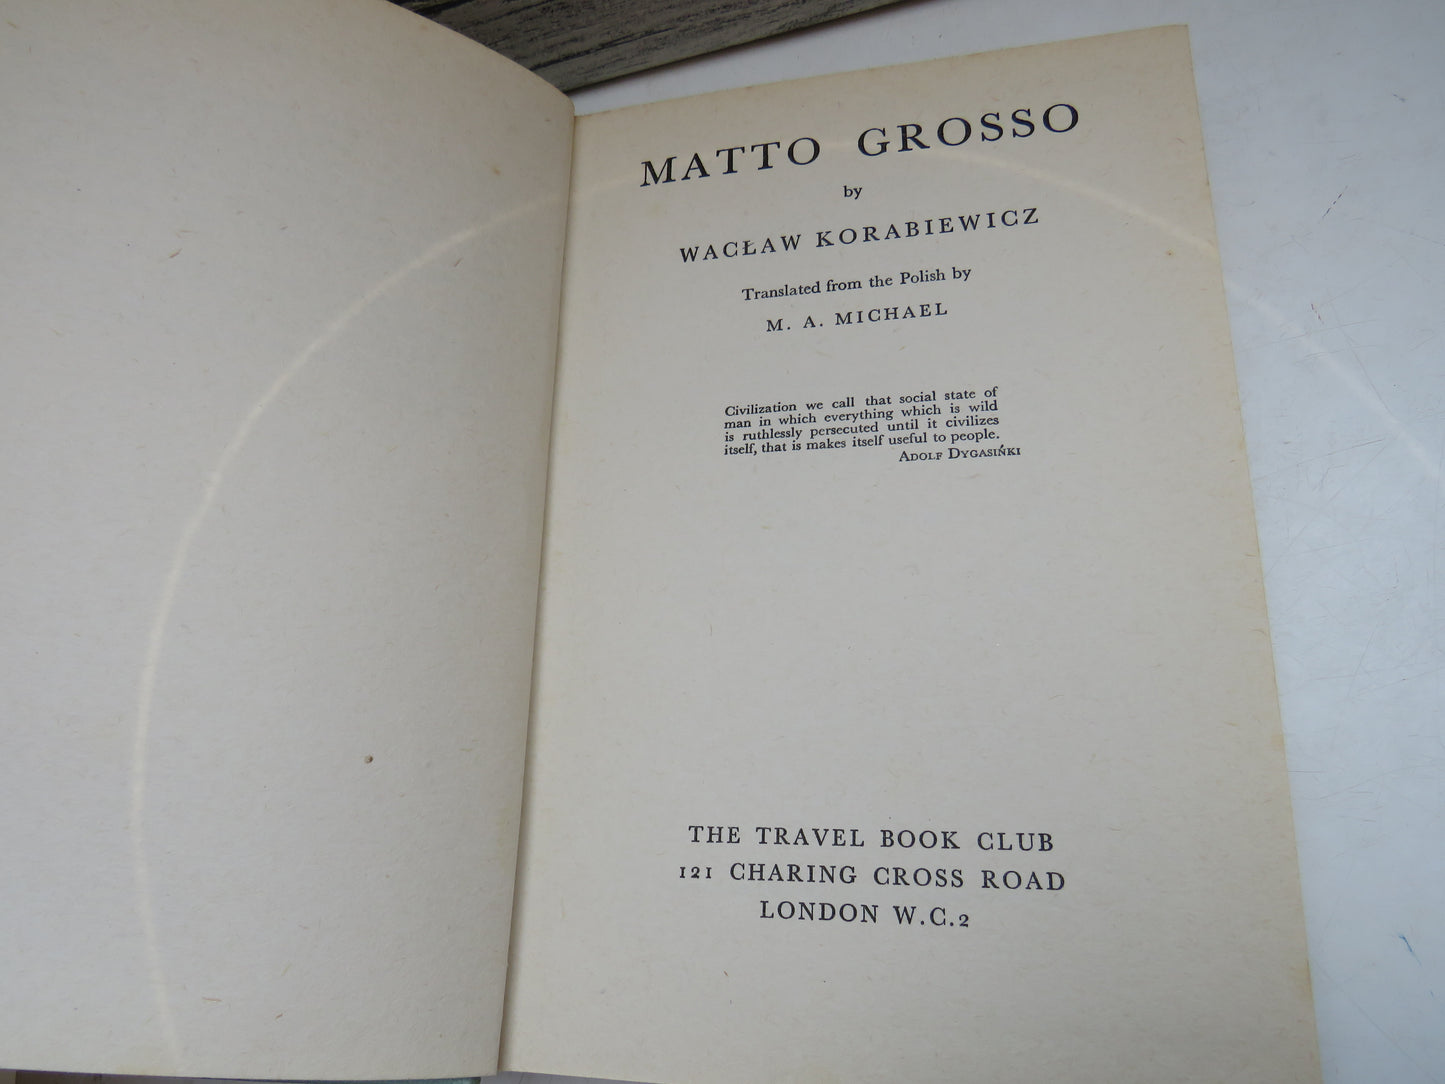 MATTO GROSSO
by
WACŁAW KORABIEWICZ
Translated from the Polish by
M. A. MICHAEL
Civilization we call that social state of
man in which everything which is wild
is ruthlessly persecuted until it civilizes
itself, that is makes itself useful to people.
ADOLF DYGASIŃKI
THE TRAVEL BOOK CLUB
121 CHARING CROSS ROAD
LONDON W.C.2